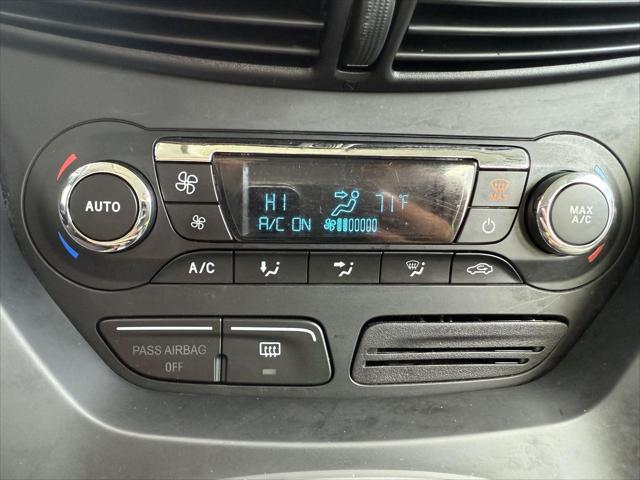 AUTO
HI 71°F
A/C ON
MAX
A/C
A/C
PASS AIRBAG
OFF